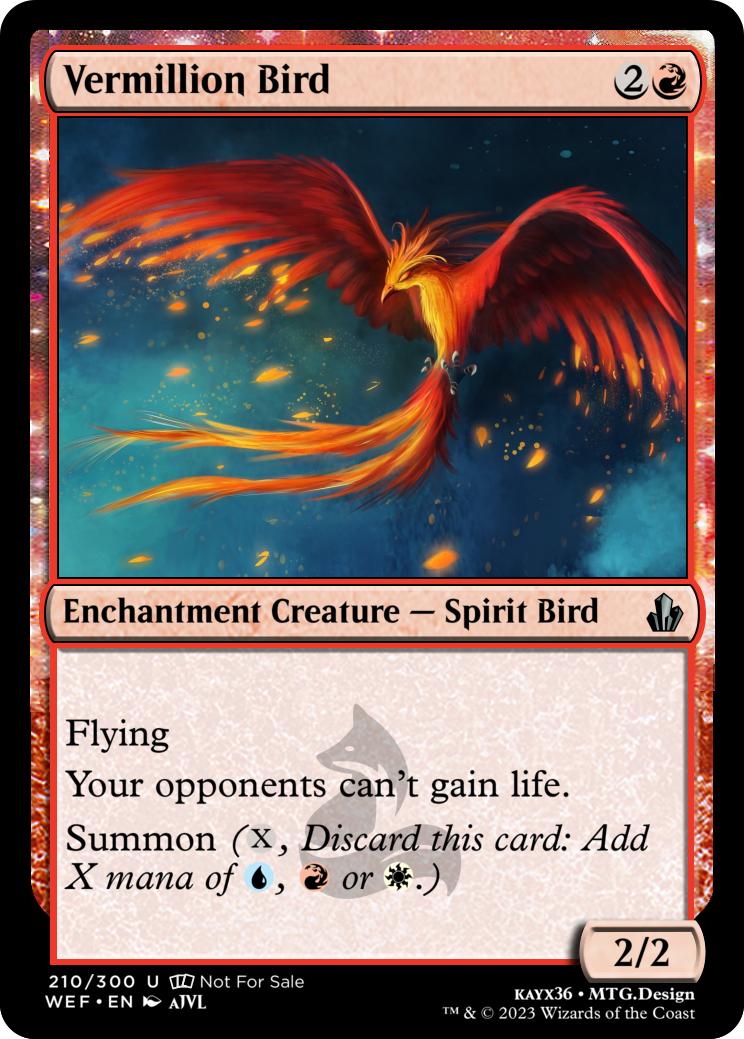 Vermillion Bird 2
Enchantment Creature — Spirit Bird
Flying
Your opponents can't gain life.
Summon (X, Discard this card: Add
X mana of , or .)
2/2
210/300 U Not For Sale
WEF • EN AJVL
KAYX36 • MTG.Design
™ & © 2023 Wizards of the Coast